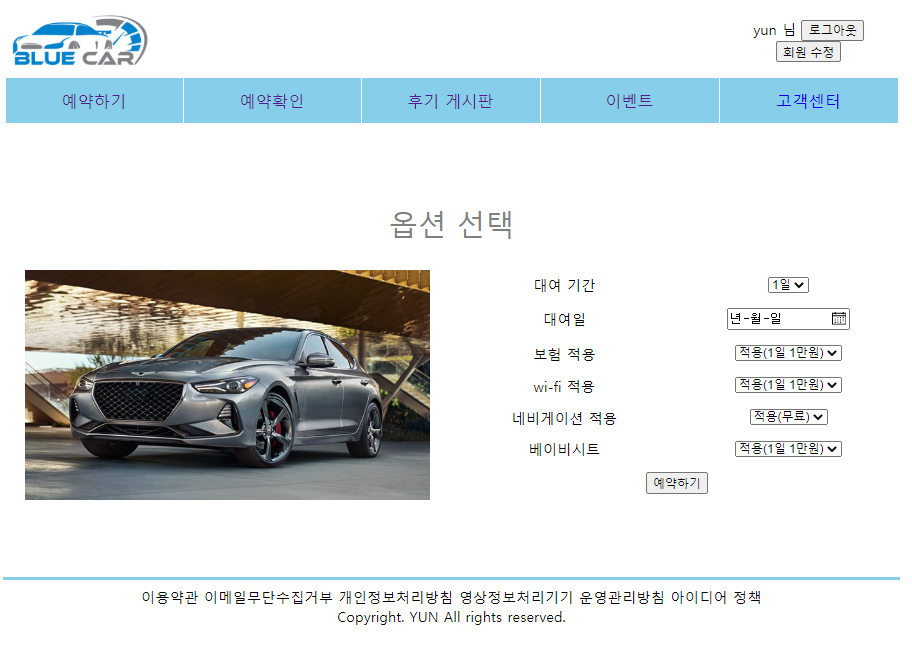 BLUE CAR
yun 님 로그아웃
회원 수정
예약하기 예약확인 후기 게시판 이벤트 고객센터
옵션 선택
대여 기간 1일
대여일 년-월-일
보험 적용 적용(1일 1만원)
wi-fi 적용 적용(1일 1만원)
네비게이션 적용 적용(무료)
베이비시트 적용(1일 1만원)
예약하기
이용약관 이메일무단수집거부 개인정보처리방침 영상정보처리기기 운영관리방침 아이디어 정책
Copyright. YUN All rights reserved.